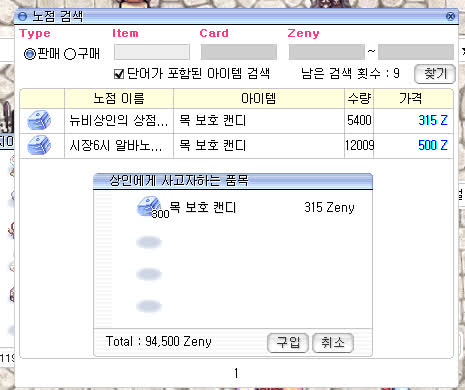 노점 검색
Type Item Card Zeny
판매 구매 ~
단어가 포함된 아이템 검색 남은 검색 횟수 : 9 찾기
노점 이름 아이템 수량 가격
뉴비상인의 상점... 목 보호 캔디 5400 315 Z
시장6시 알바노... 목 보호 캔디 12009 500 Z
상인에게 사고자하는 품목
300 목 보호 캔디 315 Zeny
Total : 94,500 Zeny 구입 취소
1